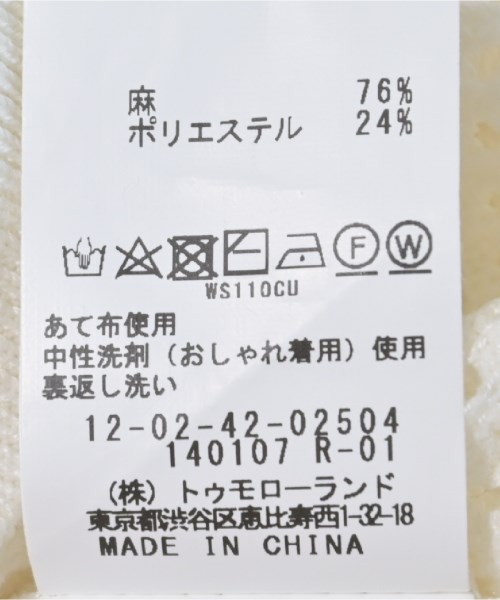 麻 76%
ポリエステル 24%
F W
WS110CU
あて布使用
中性洗剤（おしゃれ着用）使用
裏返し洗い
12-02-42-02504
140107 R-01
（株）トゥモローランド
東京都渋谷区恵比寿西1-32-18
MADE IN CHINA